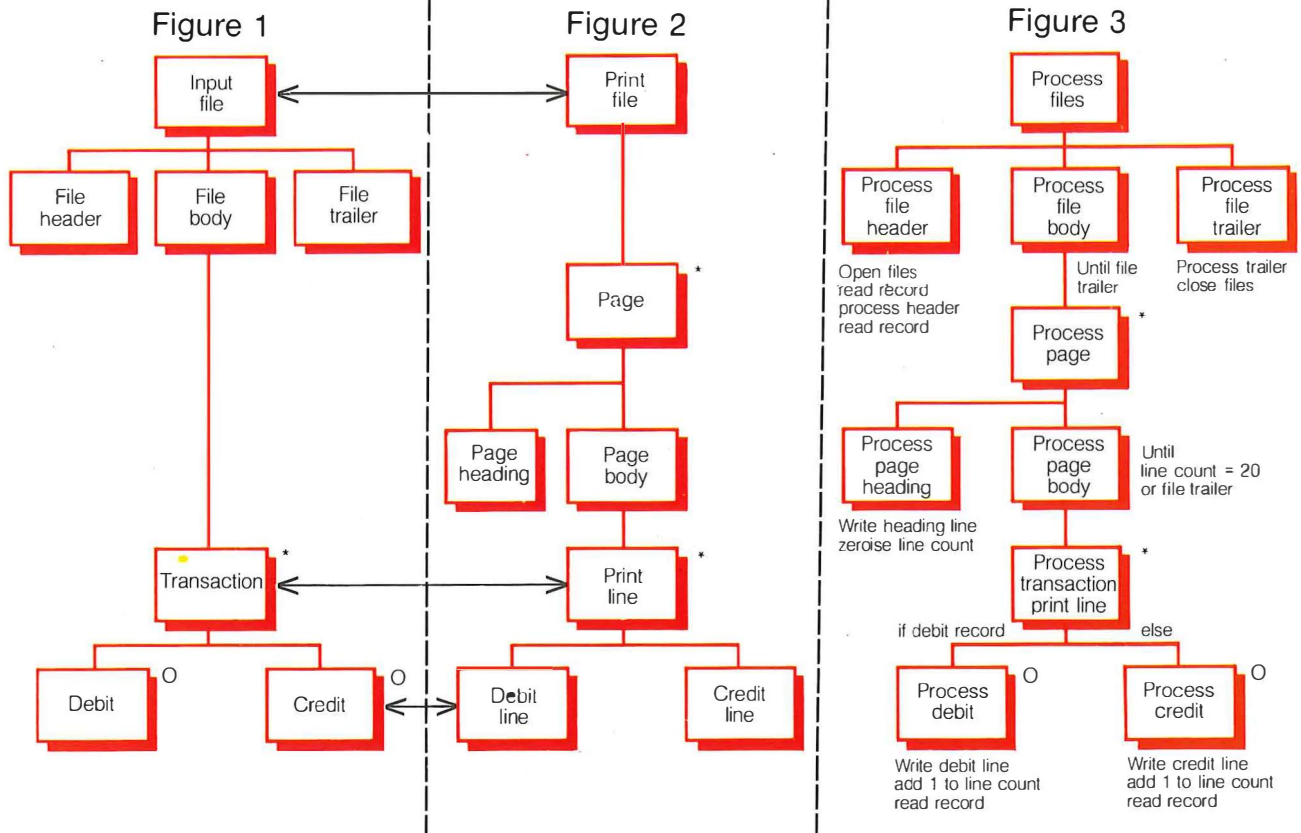 Figure 1
Input
file
File
header
File
body
File
trailer
Transaction
*
Debit
O
Credit
O
Figure 2
Print
file
Page
*
Page
heading
Page
body
Print
line
*
Debit
line
Credit
line
Figure 3
Process
files
Process
file
header
Open files
read record
process header
read record
Process
file
body
Until file
trailer
Process
file
trailer
Process trailer
close files
Process
page
*
Process
page
heading
Write heading line
zeroise line count
Process
page
body
Until
line count = 20
or file trailer
Process
transaction
print line
*
if debit record
else
Process
debit
O
Write debit line
add 1 to line count
read record
Process
credit
O
Write credit line
add 1 to line count
read record